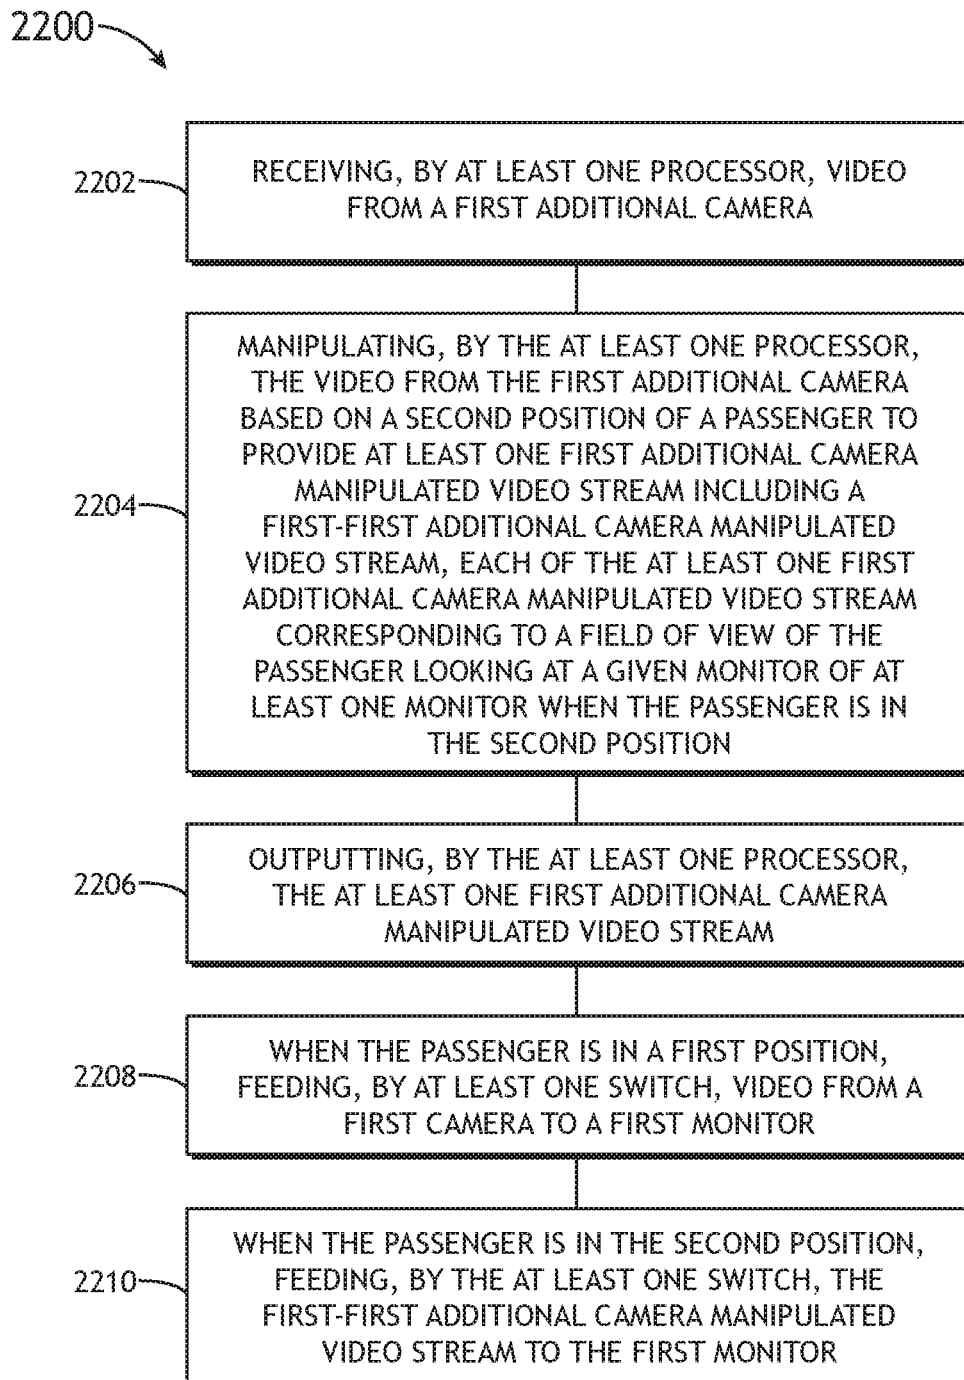 2200
2202
RECEIVING, BY AT LEAST ONE PROCESSOR, VIDEO
FROM A FIRST ADDITIONAL CAMERA
2204
MANIPULATING, BY THE AT LEAST ONE PROCESSOR,
THE VIDEO FROM THE FIRST ADDITIONAL CAMERA
BASED ON A SECOND POSITION OF A PASSENGER TO
PROVIDE AT LEAST ONE FIRST ADDITIONAL CAMERA
MANIPULATED VIDEO STREAM INCLUDING A
FIRST-FIRST ADDITIONAL CAMERA MANIPULATED
VIDEO STREAM, EACH OF THE AT LEAST ONE FIRST
ADDITIONAL CAMERA MANIPULATED VIDEO STREAM
CORRESPONDING TO A FIELD OF VIEW OF THE
PASSENGER LOOKING AT A GIVEN MONITOR OF AT
LEAST ONE MONITOR WHEN THE PASSENGER IS IN
THE SECOND POSITION
2206
OUTPUTTING, BY THE AT LEAST ONE PROCESSOR,
THE AT LEAST ONE FIRST ADDITIONAL CAMERA
MANIPULATED VIDEO STREAM
2208
WHEN THE PASSENGER IS IN A FIRST POSITION,
FEEDING, BY AT LEAST ONE SWITCH, VIDEO FROM A
FIRST CAMERA TO A FIRST MONITOR
2210
WHEN THE PASSENGER IS IN THE SECOND POSITION,
FEEDING, BY THE AT LEAST ONE SWITCH, THE
FIRST-FIRST ADDITIONAL CAMERA MANIPULATED
VIDEO STREAM TO THE FIRST MONITOR